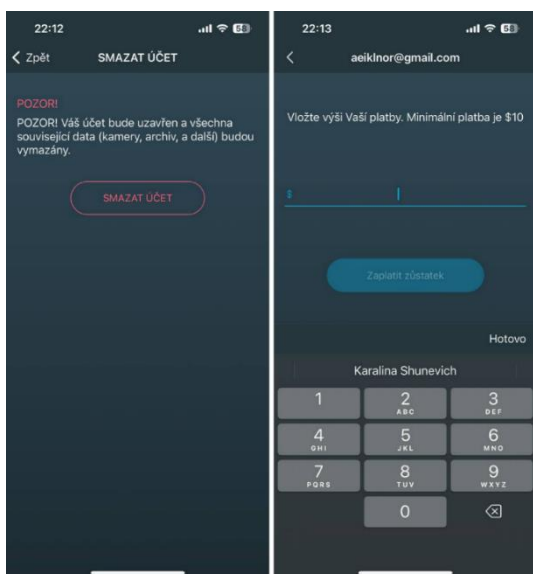 22:12
58
Zpět
SMAZAT ÚČET
POZOR!
POZOR! Váš účet bude uzavřen a všechna
související data (kamery, archiv, a další) budou
vymazány.
SMAZAT ÚČET
22:13
58
aeiklnor@gmail.com
Vložte výši Vaší platby. Minimální platba je $10
$
Zaplatit zůstatek
Hotovo
Karalina Shunevich
1
2
ABC
3
DEF
4
GHI
5
JKL
6
MNO
7
PQRS
8
TUV
9
WXYZ
0